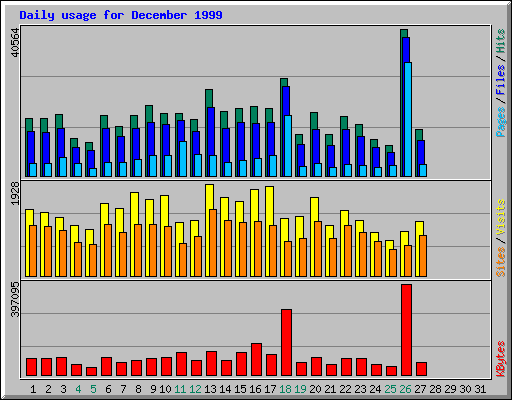 Daily usage for December 1999
40564
Pages / Files / Hits
1928
Sites / Visits
397095
KBytes
1 2 3 4 5 6 7 8 9 10 11 12 13 14 15 16 17 18 19 20 21 22 23 24 25 26 27 28 29 30 31